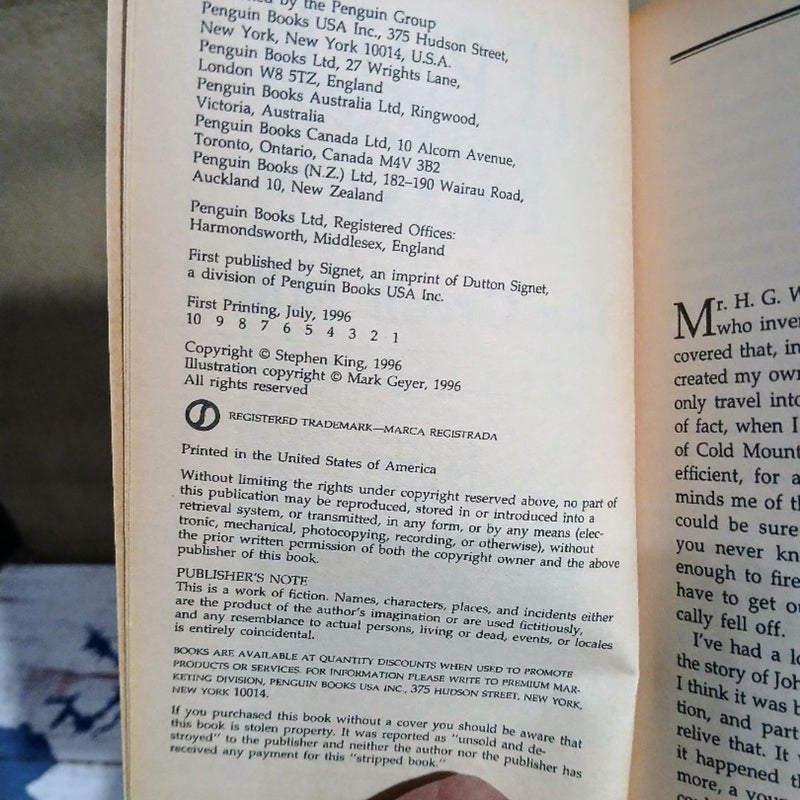 by the Penguin Group
Penguin Books USA Inc., 375 Hudson Street,
New York, New York 10014, U.S.A.
Penguin Books Ltd, 27 Wrights Lane,
London W8 5TZ, England
Penguin Books Australia Ltd, Ringwood,
Victoria, Australia
Penguin Books Canada Ltd, 10 Alcorn Avenue,
Toronto, Ontario, Canada M4V 3B2
Penguin Books (N.Z.) Ltd, 182–190 Wairau Road,
Auckland 10, New Zealand
Penguin Books Ltd, Registered Offices:
Harmondsworth, Middlesex, England
First published by Signet, an imprint of Dutton Signet,
a division of Penguin Books USA Inc.
First Printing, July, 1996
10 9 8 7 6 5 4 3 2 1
Copyright © Stephen King, 1996
Illustration copyright © Mark Geyer, 1996
All rights reserved
REGISTERED TRADEMARK—MARCA REGISTRADA
Printed in the United States of America
Without limiting the rights under copyright reserved above, no part of
this publication may be reproduced, stored in or introduced into a
retrieval system, or transmitted, in any form, or by any means (elec-
tronic, mechanical, photocopying, recording, or otherwise), without
the prior written permission of both the copyright owner and the above
publisher of this book.
PUBLISHER'S NOTE
This is a work of fiction. Names, characters, places, and incidents either
are the product of the author's imagination or are used fictitiously,
and any resemblance to actual persons, living or dead, events, or locales
is entirely coincidental.
BOOKS ARE AVAILABLE AT QUANTITY DISCOUNTS WHEN USED TO PROMOTE
PRODUCTS OR SERVICES. FOR INFORMATION PLEASE WRITE TO PREMIUM MAR-
KETING DIVISION, PENGUIN BOOKS USA INC., 375 HUDSON STREET, NEW YORK,
NEW YORK 10014.
If you purchased this book without a cover you should be aware that
this book is stolen property. It was reported as "unsold and de-
stroyed" to the publisher and neither the author nor the publisher has
received any payment for this "stripped book."
Mr. H. G. W
who inve
covered that, in
created my ow
only travel into
of fact, when I
of Cold Mount
efficient, for a
minds me of t
could be sure
you never kn
enough to fire
have to get o
cally fell off.
I've had a lo
the story of Joh
I think it was b
tion, and part
relive that. It
it happened t
more, a you